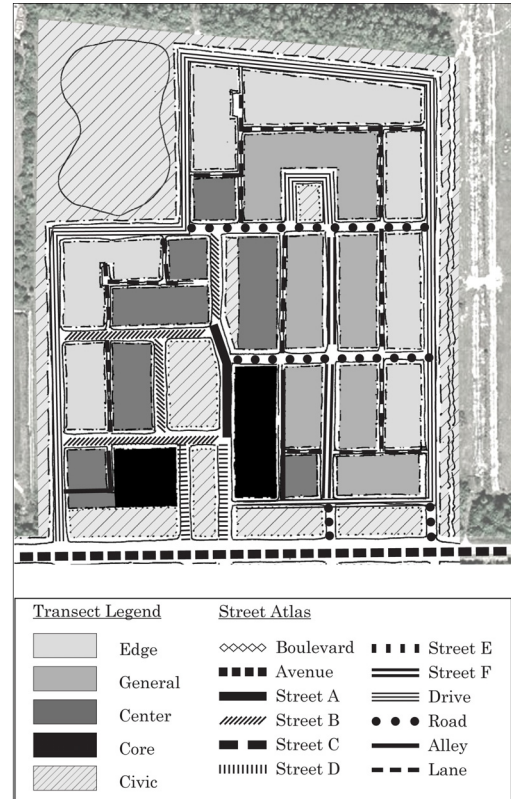 Transect Legend
Edge
General
Center
Core
Civic
Street Atlas
Boulevard
Avenue
Street A
Street B
Street C
Street D
Street E
Street F
Drive
Road
Alley
Lane